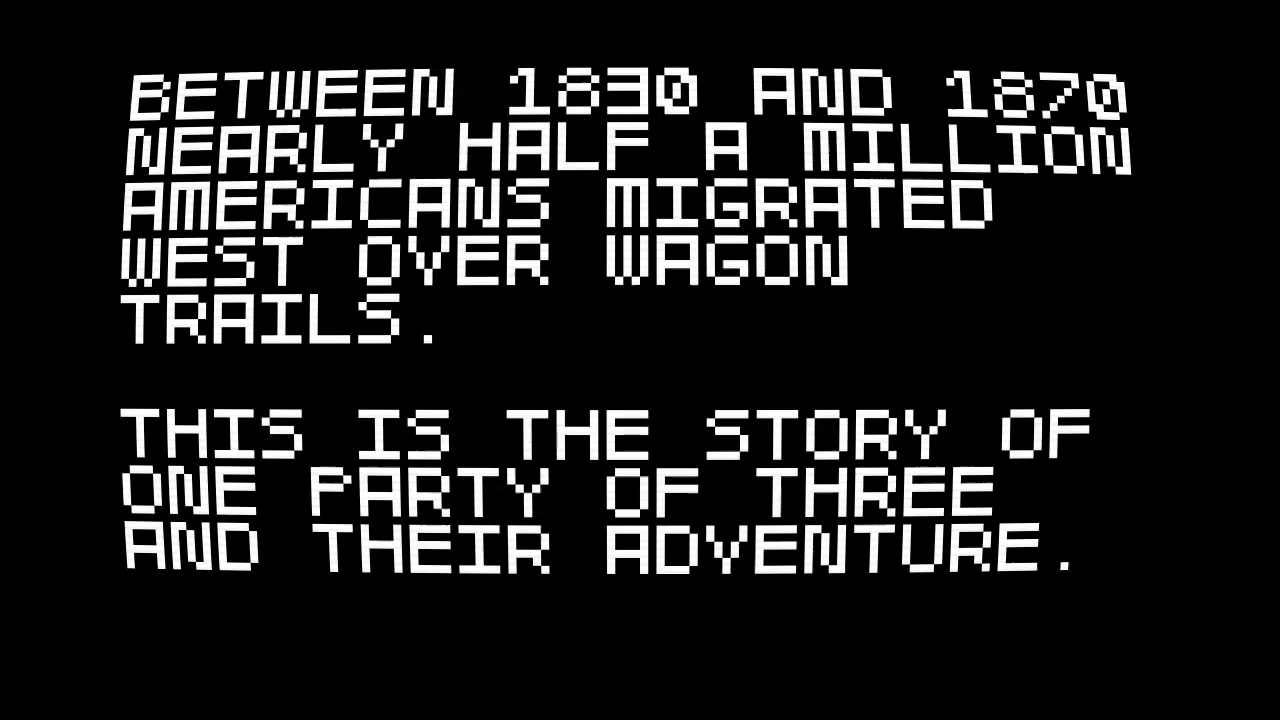 BETWEEN 1830 AND 1870
NEARLY HALF A MILLION
AMERICANS MIGRATED
WEST OVER WAGON
TRAILS.
THIS IS THE STORY OF
ONE PARTY OF THREE
AND THEIR ADVENTURE.